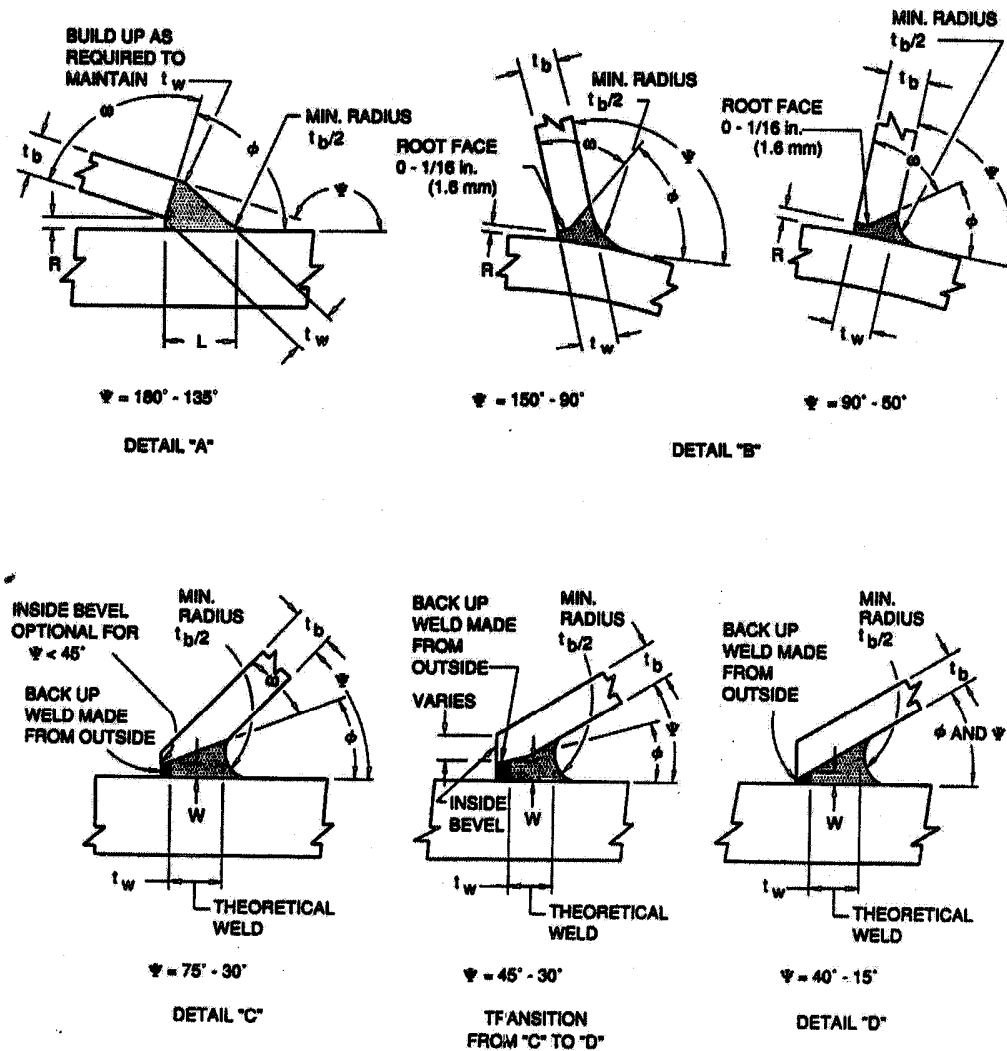 BUILD UP AS
REQUIRED TO
MAINTAIN t w
ω
t b
MIN. RADIUS
t b/2
ϕ
Ψ
R
L
t w
Ψ = 180° - 135°
DETAIL "A"
t b
MIN. RADIUS
t b/2
ROOT FACE
0 - 1/16 in.
(1.6 mm)
ω
Ψ
ϕ
R
t w
Ψ = 150° - 90°
MIN. RADIUS
t b/2
t b
ROOT FACE
0 - 1/16 in.
(1.6 mm)
ω
Ψ
ϕ
R
t w
Ψ = 90° - 50°
DETAIL "B"
INSIDE BEVEL
OPTIONAL FOR
Ψ < 45°
MIN.
RADIUS
t b/2
t b
ω
Ψ
ϕ
BACK UP
WELD MADE
FROM OUTSIDE
W
t w
THEORETICAL
WELD
Ψ = 75° - 30°
DETAIL "C"
BACK UP
WELD MADE
FROM
OUTSIDE
MIN.
RADIUS
t b/2
t b
VARIES
Ψ
ϕ
INSIDE
BEVEL
W
t w
THEORETICAL
WELD
Ψ = 45° - 30°
TRANSITION
FROM "C" TO "D"
BACK UP
WELD MADE
FROM
OUTSIDE
MIN.
RADIUS
t b/2
t b
ϕ AND Ψ
W
t w
THEORETICAL
WELD
Ψ = 40° - 15°
DETAIL "D"